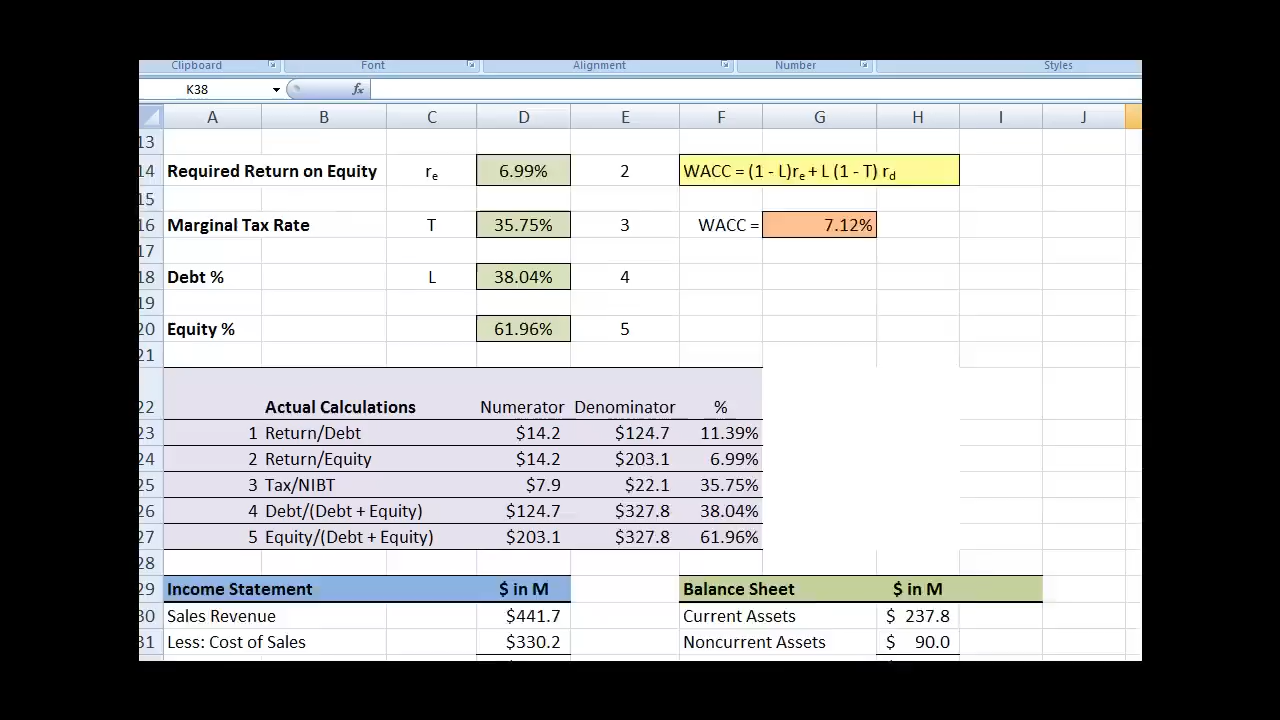 Clipboard Font Alignment Number Styles
K38 fx
A B C D E F G H I J
13
14 Required Return on Equity re 6.99% 2 WACC = (1 - L)re + L (1 - T) rd
15
16 Marginal Tax Rate T 35.75% 3 WACC = 7.12%
17
18 Debt % L 38.04% 4
19
20 Equity % 61.96% 5
21
22 Actual Calculations Numerator Denominator %
23 1 Return/Debt $14.2 $124.7 11.39%
24 2 Return/Equity $14.2 $203.1 6.99%
25 3 Tax/NIBT $7.9 $22.1 35.75%
26 4 Debt/(Debt + Equity) $124.7 $327.8 38.04%
27 5 Equity/(Debt + Equity) $203.1 $327.8 61.96%
28
29 Income Statement $ in M Balance Sheet $ in M
30 Sales Revenue $441.7 Current Assets $ 237.8
31 Less: Cost of Sales $330.2 Noncurrent Assets $ 90.0